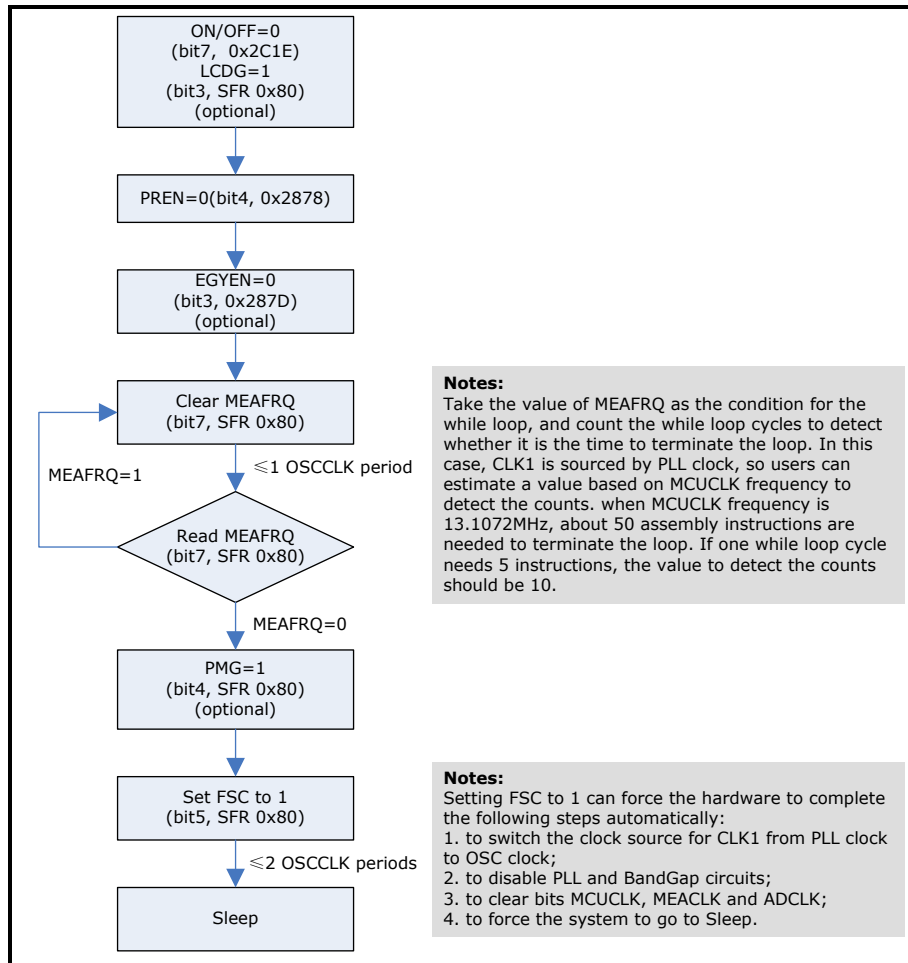 ON/OFF=0
(bit7, 0x2C1E)
LCDG=1
(bit3, SFR 0x80)
(optional)
PREN=0(bit4, 0x2878)
EGYEN=0
(bit3, 0x287D)
(optional)
Clear MEAFRQ
(bit7, SFR 0x80)
≤1 OSCCLK period
MEAFRQ=1
Read MEAFRQ
(bit7, SFR 0x80)
MEAFRQ=0
PMG=1
(bit4, SFR 0x80)
(optional)
Set FSC to 1
(bit5, SFR 0x80)
≤2 OSCCLK periods
Sleep
Notes:
Take the value of MEAFRQ as the condition for the
while loop, and count the while loop cycles to detect
whether it is the time to terminate the loop. In this
case, CLK1 is sourced by PLL clock, so users can
estimate a value based on MCUCLK frequency to
detect the counts. when MCUCLK frequency is
13.1072MHz, about 50 assembly instructions are
needed to terminate the loop. If one while loop cycle
needs 5 instructions, the value to detect the counts
should be 10.
Notes:
Setting FSC to 1 can force the hardware to complete
the following steps automatically:
1. to switch the clock source for CLK1 from PLL clock
to OSC clock;
2. to disable PLL and BandGap circuits;
3. to clear bits MCUCLK, MEACLK and ADCLK;
4. to force the system to go to Sleep.